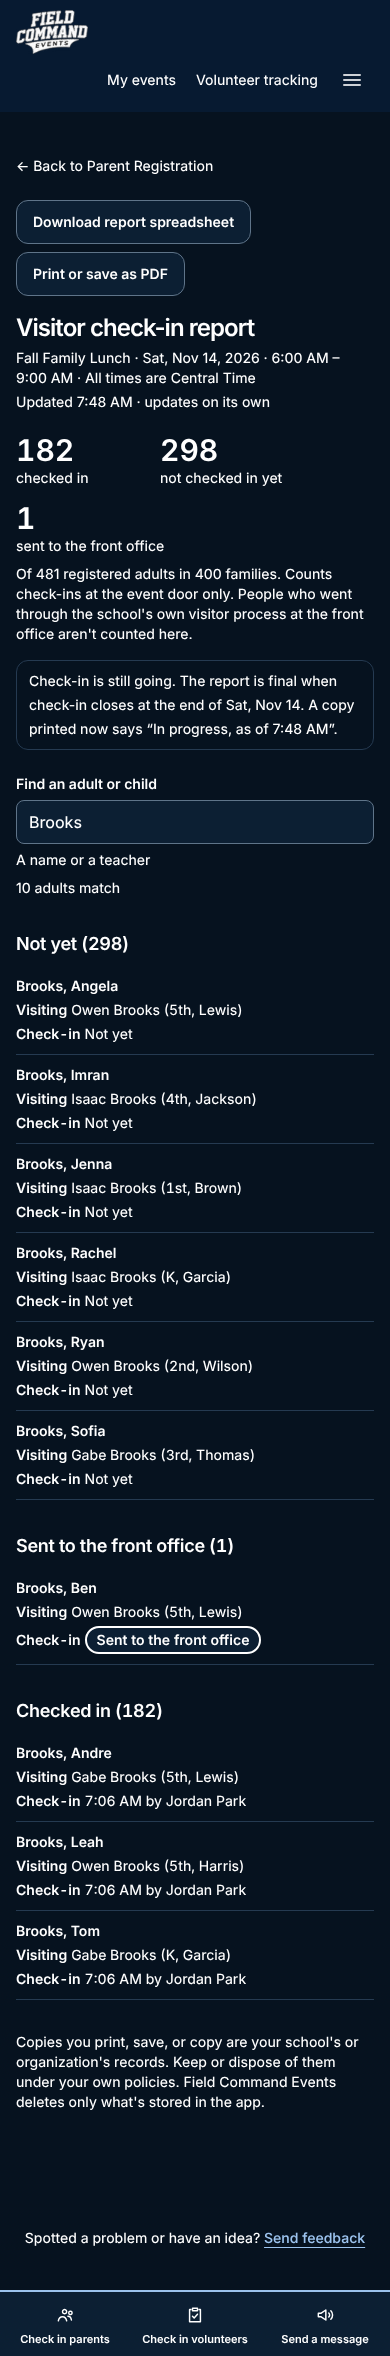 FIELD
COMMAND
EVENTS
My events
Volunteer tracking
← Back to Parent Registration
Download report spreadsheet
Print or save as PDF
Visitor check-in report
Fall Family Lunch · Sat, Nov 14, 2026 · 6:00 AM –
9:00 AM · All times are Central Time
Updated 7:48 AM · updates on its own
182
checked in
298
not checked in yet
1
sent to the front office
Of 481 registered adults in 400 families. Counts
check-ins at the event door only. People who went
through the school's own visitor process at the front
office aren't counted here.
Check-in is still going. The report is final when
check-in closes at the end of Sat, Nov 14. A copy
printed now says “In progress, as of 7:48 AM”.
Find an adult or child
Brooks
A name or a teacher
10 adults match
Not yet (298)
Brooks, Angela
Visiting Owen Brooks (5th, Lewis)
Check-in Not yet
Brooks, Imran
Visiting Isaac Brooks (4th, Jackson)
Check-in Not yet
Brooks, Jenna
Visiting Isaac Brooks (1st, Brown)
Check-in Not yet
Brooks, Rachel
Visiting Isaac Brooks (K, Garcia)
Check-in Not yet
Brooks, Ryan
Visiting Owen Brooks (2nd, Wilson)
Check-in Not yet
Brooks, Sofia
Visiting Gabe Brooks (3rd, Thomas)
Check-in Not yet
Sent to the front office (1)
Brooks, Ben
Visiting Owen Brooks (5th, Lewis)
Check-in Sent to the front office
Checked in (182)
Brooks, Andre
Visiting Gabe Brooks (5th, Lewis)
Check-in 7:06 AM by Jordan Park
Brooks, Leah
Visiting Owen Brooks (5th, Harris)
Check-in 7:06 AM by Jordan Park
Brooks, Tom
Visiting Gabe Brooks (K, Garcia)
Check-in 7:06 AM by Jordan Park
Copies you print, save, or copy are your school's or
organization's records. Keep or dispose of them
under your own policies. Field Command Events
deletes only what's stored in the app.
Spotted a problem or have an idea? Send feedback
Check in parents
Check in volunteers
Send a message